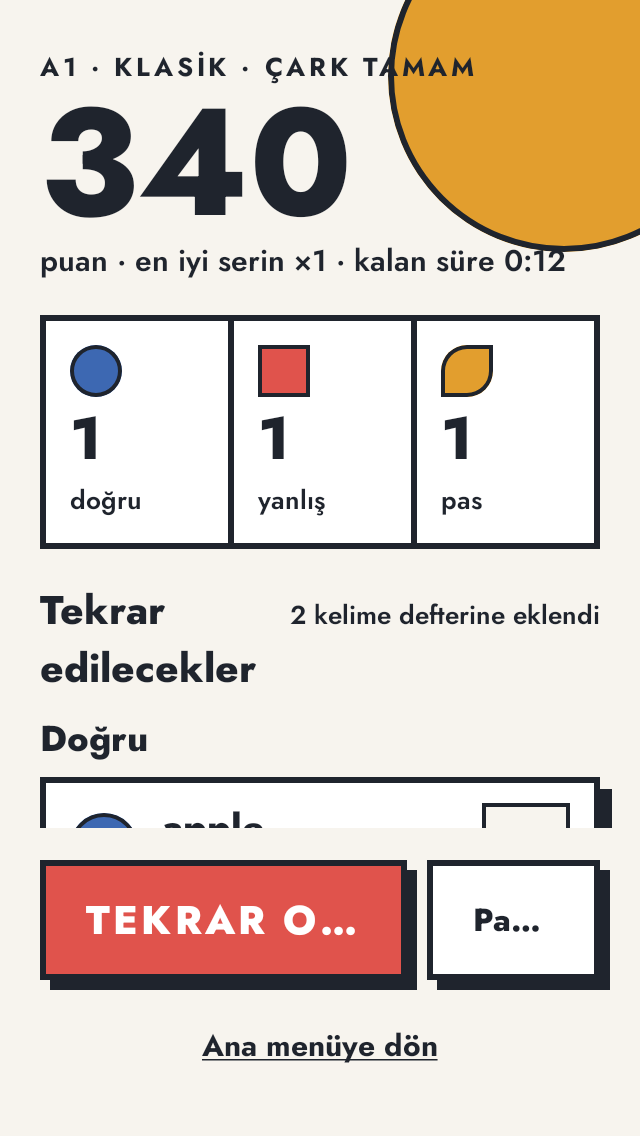 A1 · KLASİK · ÇARK TAMAM
340
puan · en iyi serin ×1 · kalan süre 0:12
1
doğru
1
yanlış
1
pas
Tekrar edilecekler
2 kelime defterine eklendi
Doğru
apple
TEKRAR O...
Pa...
Ana menüye dön